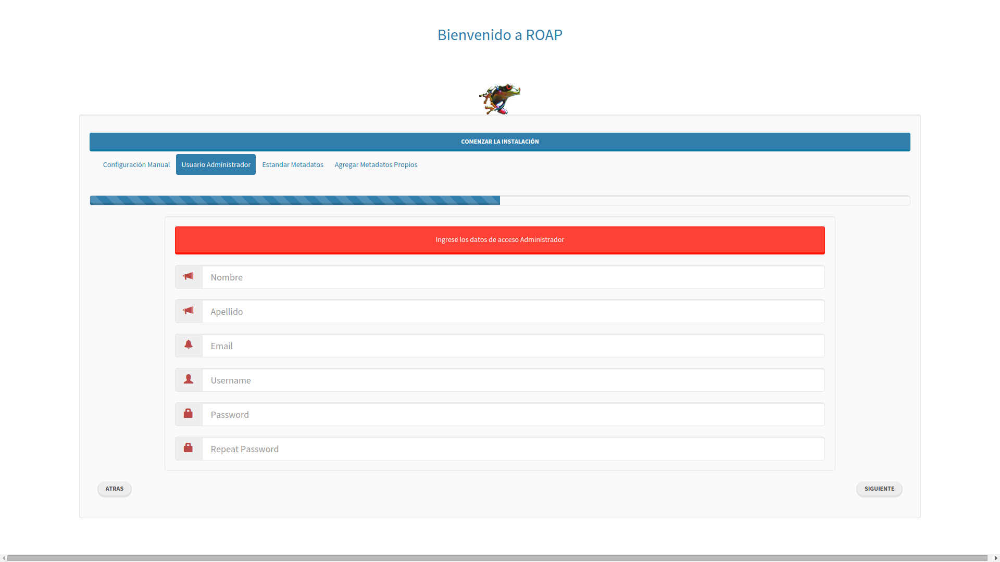 Bienvenido a ROAP
COMENZAR LA INSTALACIÓN
Configuración Manual
Usuario Administrador
Estandar Metadatos
Agregar Metadatos Propios
Ingrese los datos de acceso Administrador
Nombre
Apellido
Email
Username
Password
Repeat Password
ATRAS
SIGUIENTE